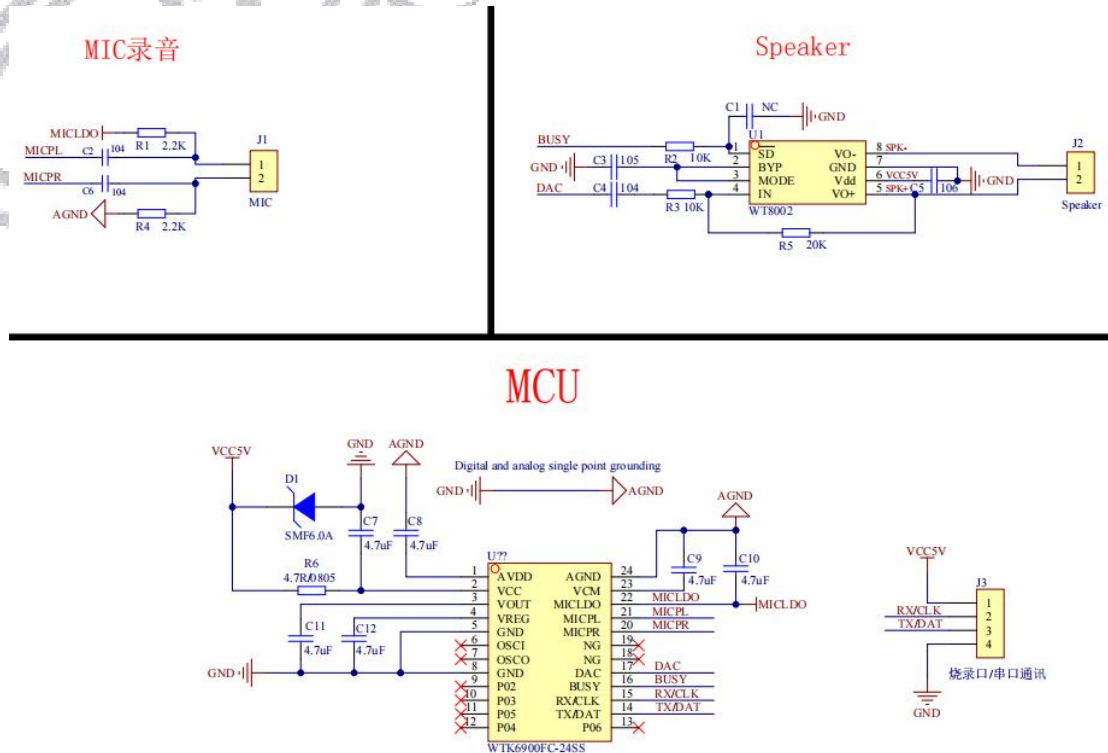 MIC录音
MICLDO
R1 2.2K
MICPL C2 104
MICPR C6 104
AGND
R4 2.2K
J1
1
2
MIC
Speaker
C1 NC
GND
U1
BUSY
R2 10K
GND C3 105
DAC C4 104
R3 10K
1 SD VO- 8 SPK-
2 BYP GND 7
3 MODE Vdd 6 VCC5V
4 IN VO+ 5 SPK+ C5 106
GND
WT8002
R5 20K
J2
1
2
Speaker
MCU
VCC5V
GND
AGND
D1
SMF6.0A
C7
4.7uF
C8
4.7uF
R6
4.7R/0805
Digital and analog single point grounding
GND AGND
AGND
C9
4.7uF
C10
4.7uF
U??
1 AVDD AGND 24
2 VCC VCM 23
3 VOUT MICLDO 22 MICLDO MICLDO
4 VREG MICPL 21 MICPL
5 GND MICPR 20 MICPR
6 OSCI NG 19
7 OSCO NG 18
8 GND DAC 17 DAC
9 P02 BUSY 16 BUSY
10 P03 RX/CLK 15 RX/CLK
11 P05 TX/DAT 14 TX/DAT
12 P04 P06 13
WTK6900FC-24SS
C11
4.7uF
C12
4.7uF
GND
VCC5V
J3
1
RX/CLK 2
TX/DAT 3
4
烧录口/串口通讯
GND